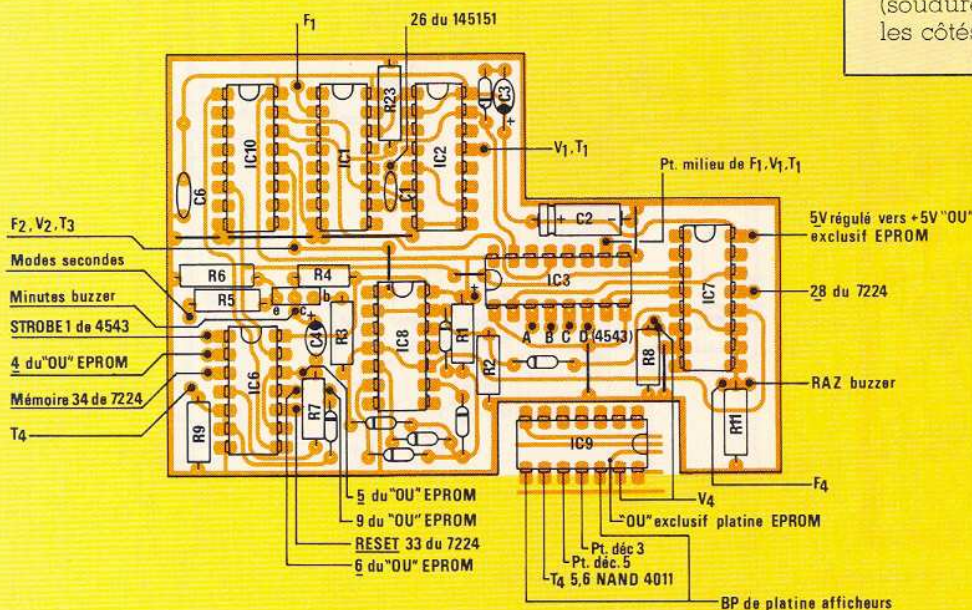 (soudure
les côtés
F1
26 du 145151
R23
C3
+
IC10
IC1
IC2
C1
C6
V1,T1
Pt. milieu de F1,V1,T1
+ C2 -
5V régulé vers +5V "OU"
exclusif EPROM
F2, V2, T3
Modes secondes
Minutes buzzer
STROBE1 de 4543
4 du "OU" EPROM
Mémoire 34 de 7224
T4
R6
R4
R5
e c b
+
C4
R3
IC8
+
R1
IC3
IC7
28 du 7224
A B C D (4543)
R2
R8
RAZ buzzer
IC6
R9
R7
R11
IC9
F4
V4
"OU" exclusif platine EPROM
5 du "OU" EPROM
9 du "OU" EPROM
RESET 33 du 7224
6 du "OU" EPROM
Pt. déc 3
Pt. déc. 5
T4 5,6 NAND 4011
BP de platine afficheurs